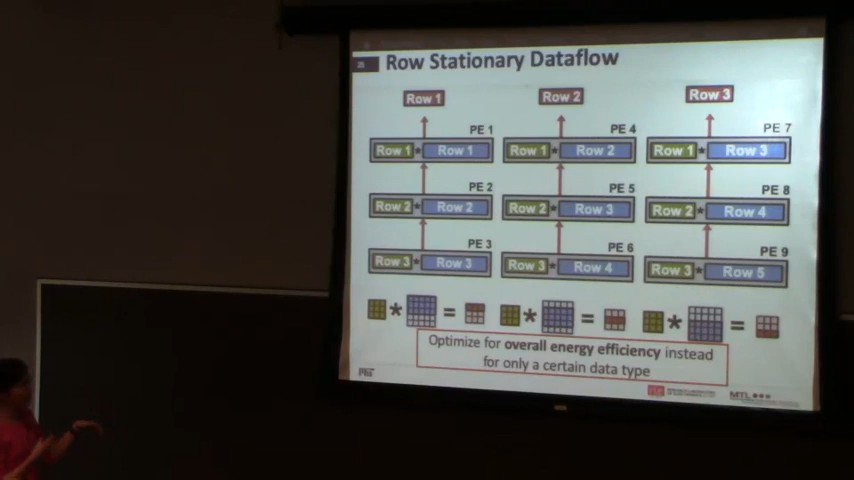 25 Row Stationary Dataflow
Row 1 Row 2 Row 3
PE 1 PE 4 PE 7
Row 1 * Row 1 Row 1 * Row 2 Row 1 * Row 3
PE 2 PE 5 PE 8
Row 2 * Row 2 Row 2 * Row 3 Row 2 * Row 4
PE 3 PE 6 PE 9
Row 3 * Row 3 Row 3 * Row 4 Row 3 * Row 5
* = * = * =
Optimize for overall energy efficiency instead
for only a certain data type
MTL